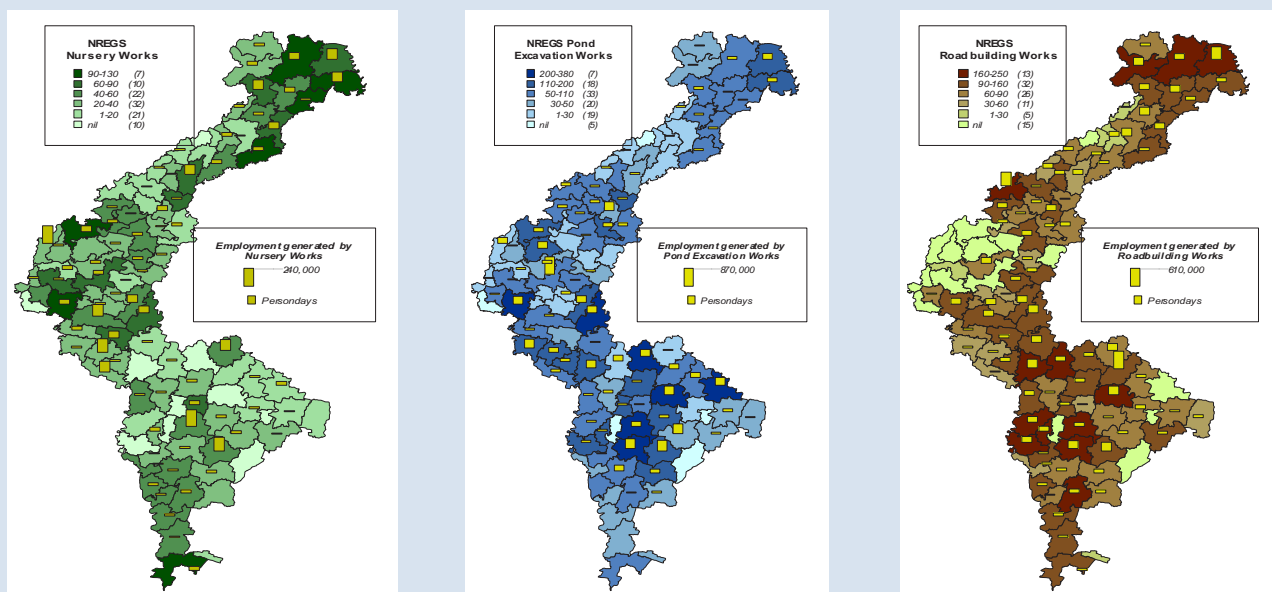 NREGS
Nursery Works
90-130 (7)
60-90 (10)
40-60 (22)
20-40 (32)
1-20 (21)
nil (10)
Employment generated by
Nursery Works
240,000
Persondays
NREGS Pond
Excavation Works
200-380 (7)
110-200 (18)
50-110 (33)
30-50 (20)
1-30 (19)
nil (5)
Employment generated by
Pond Excavation Works
870,000
Persondays
NREGS
Road building Works
160-250 (13)
90-160 (32)
60-90 (26)
30-60 (11)
1-30 (5)
nil (15)
Employment generated by
Roadbuilding Works
610,000
Persondays